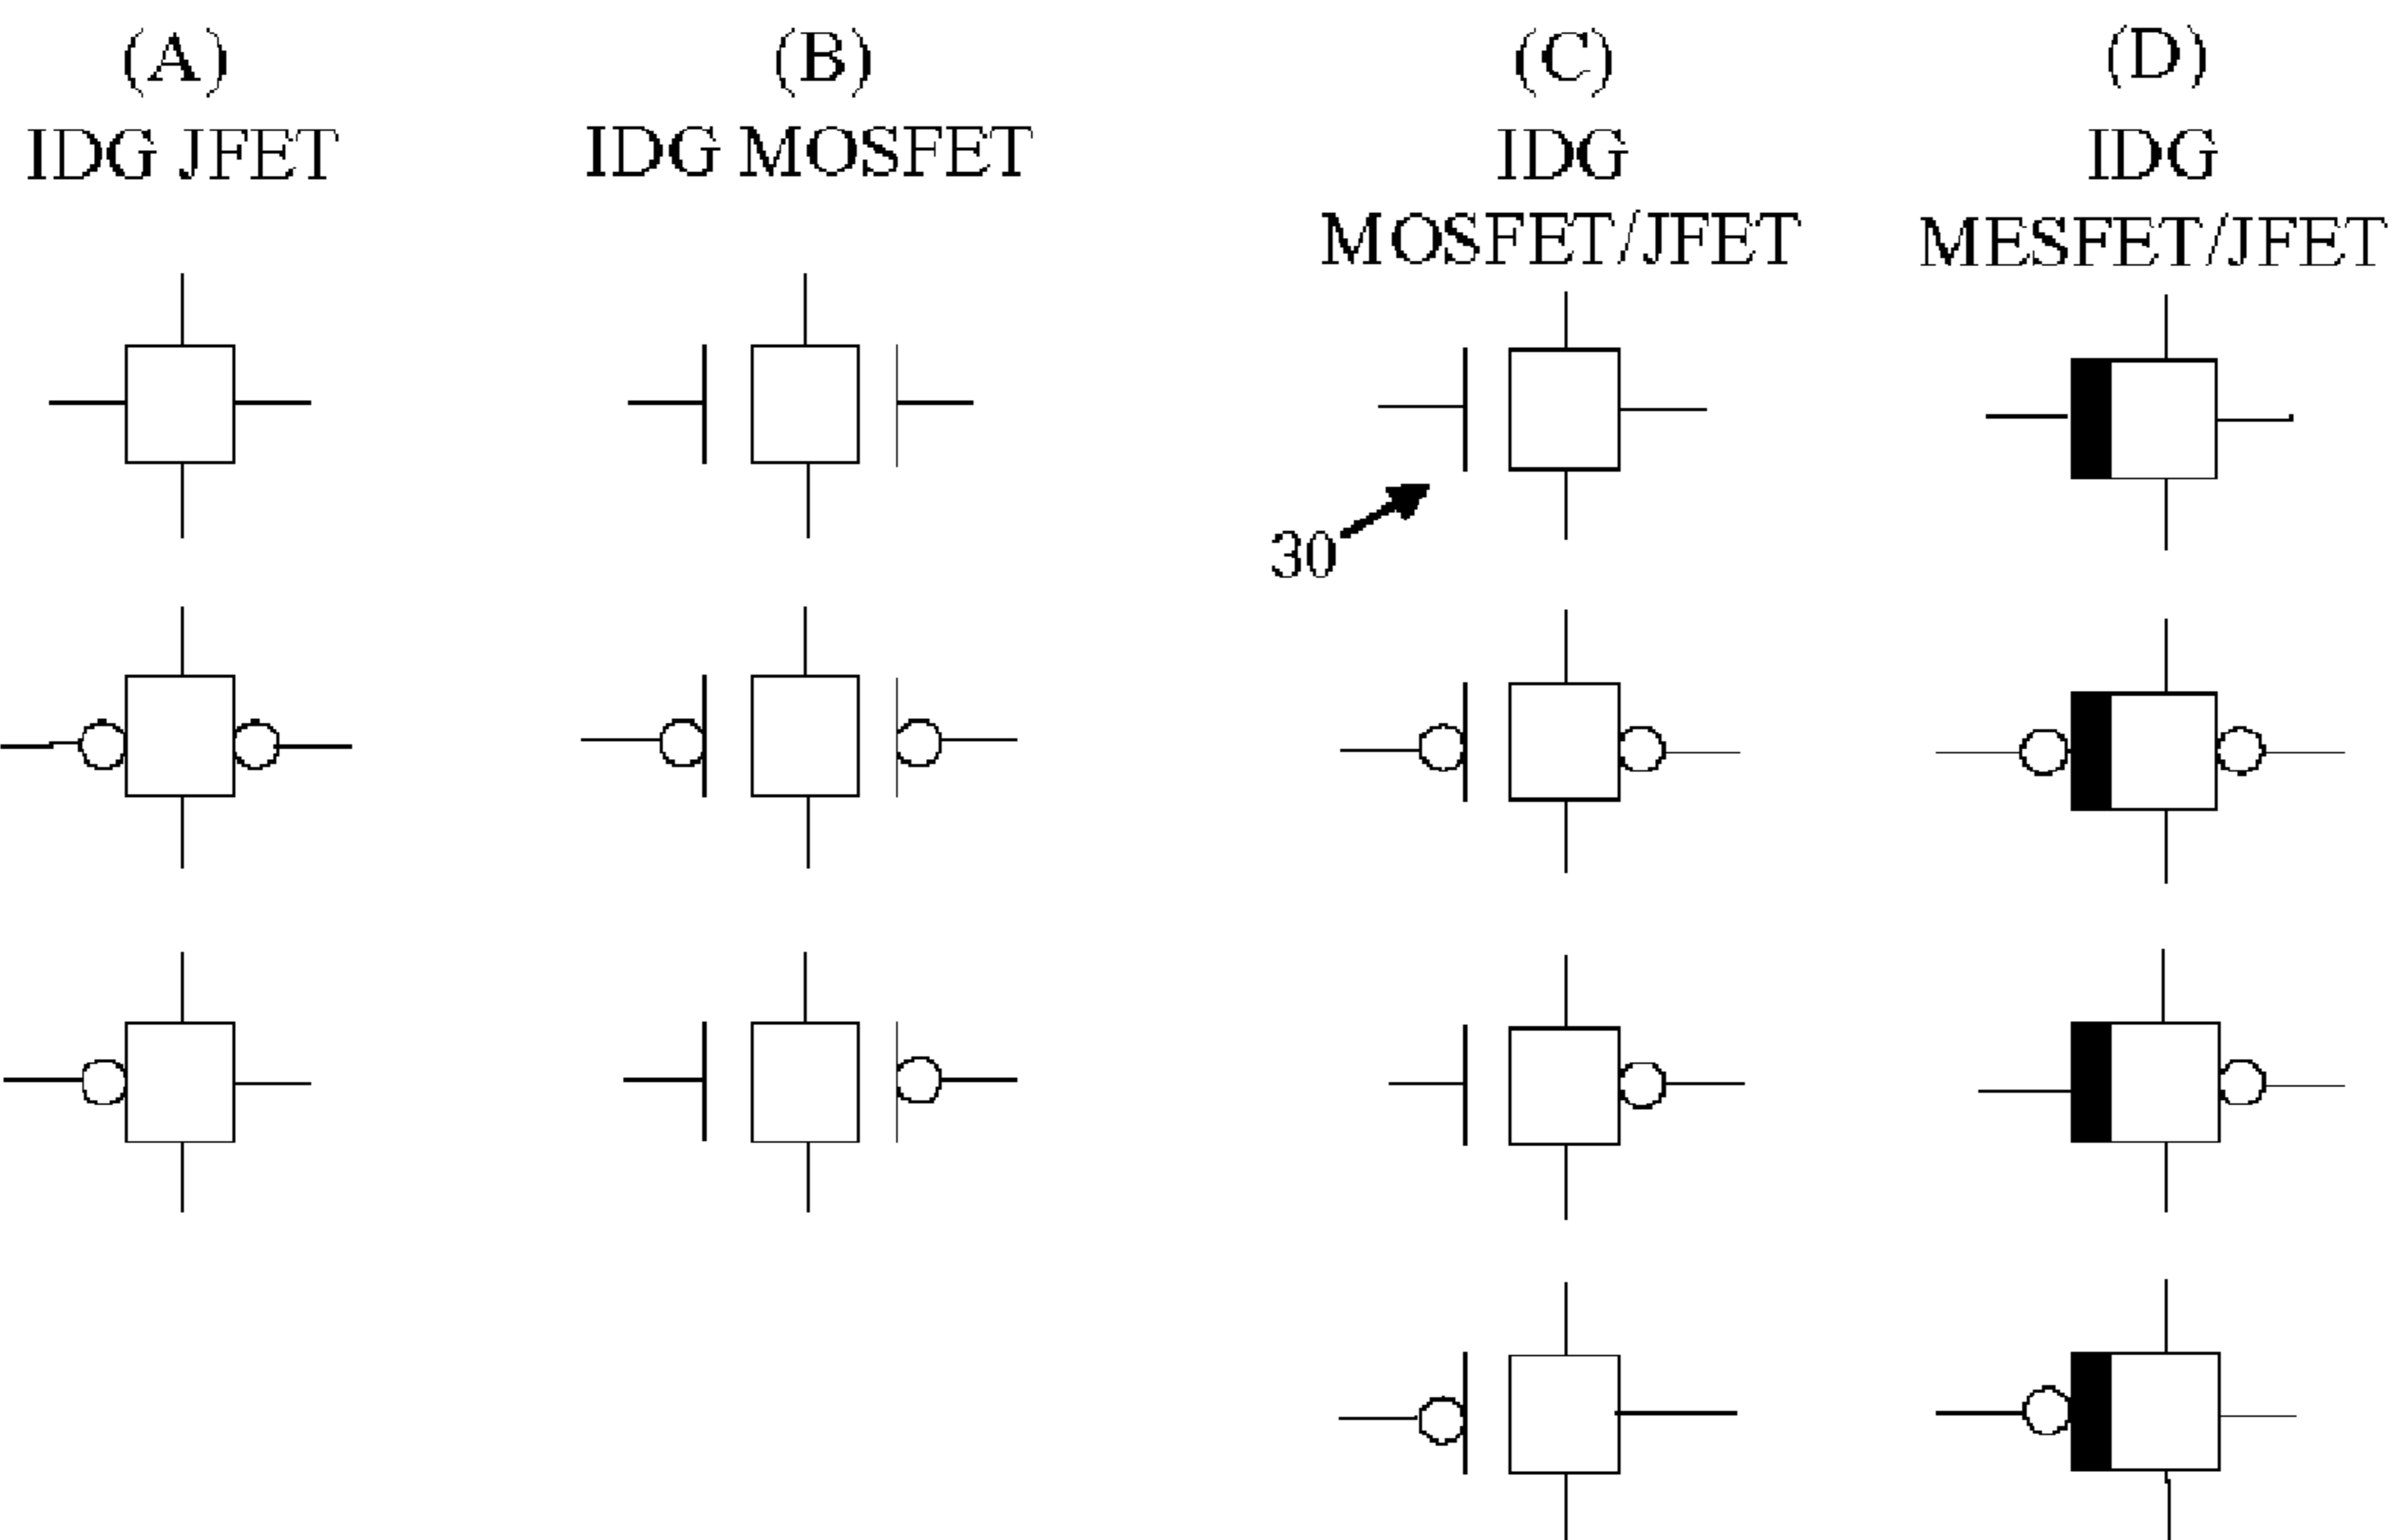 (A)
IDG JFET
(B)
IDG MOSFET
(C)
IDG
MOSFET/JFET
(D)
IDG
MESFET/JFET
30